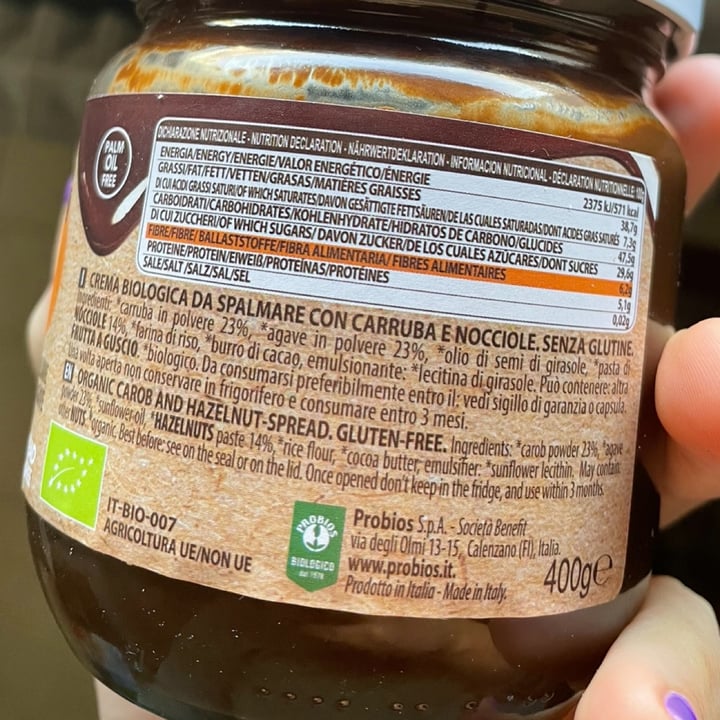 PALM
OIL
FREE
DICHIARAZIONE NUTRIZIONALE - NUTRITION DECLARATION - NÄHRWERTDEKLARATION - INFORMACION NUTRICIONAL - DÉCLARATION NUTRITIONNELLE 100g
ENERGIA/ENERGY/ENERGIE/VALOR ENERGÉTICO/ÉNERGIE 2375 kJ/571 kcal
GRASSI/FAT/FETT/VETTEN/GRASAS/MATIÈRES GRAISSES 38,7g
DI CUI ACIDI GRASSI SATURI/OF WHICH SATURATES/DAVON GESÄTTIGTE FETTSÄUREN/DE LAS CUALES SATURADAS/DONT ACIDES GRAS SATURÉS 7,3g
CARBOIDRATI/CARBOHIDRATES/KOHLENHYDRATE/HIDRATOS DE CARBONO/GLUCIDES 47,5g
DI CUI ZUCCHERI/OF WHICH SUGARS/ DAVON ZUCKER/DE LOS CUALES AZÚCARES/DONT SUCRES 29,6g
FIBRE/FIBRE/ BALLASTSTOFFE/FIBRA ALIMENTARIA/ FIBRES ALIMENTAIRES 6,2g
PROTEINE/PROTEIN/EIWEIß/PROTEÍNAS/PROTÉINES 5,1g
SALE/SALT /SALZ/SAL/SEL 0,02g
I CREMA BIOLOGICA DA SPALMARE CON CARRUBA E NOCCIOLE. SENZA GLUTINE.
Ingredienti: *carruba in polvere 23%, *agave in polvere 23%, *olio di semi di girasole, *pasta di
NOCCIOLE 14%, *farina di riso, *burro di cacao, emulsionante: *lecitina di girasole. Può contenere: altra
FRUTTA A GUSCIO. *biologico. Da consumarsi preferibilmente entro il: vedi sigillo di garanzia o capsula.
Una volta aperta non conservare in frigorifero e consumare entro 3 mesi.
EN ORGANIC CAROB AND HAZELNUT-SPREAD. GLUTEN-FREE. Ingredients: *carob powder 23%, *agave
powder 23%, *sunflower oil, *HAZELNUTS paste 14%, *rice flour, *cocoa butter, emulsifier: *sunflower lecithin. May contain:
other NUTS. *organic. Best before: see on the seal or on the lid. Once opened don't keep in the fridge, and use within 3 months.
IT-BIO-007
AGRICOLTURA UE/NON UE
PROBIOS
BIOLOGICO
dal 1978
Probios S.p.A. - Società Benefit
via degli Olmi 13-15, Calenzano (FI), Italia.
www.probios.it.
Prodotto in Italia - Made in Italy.
400g e